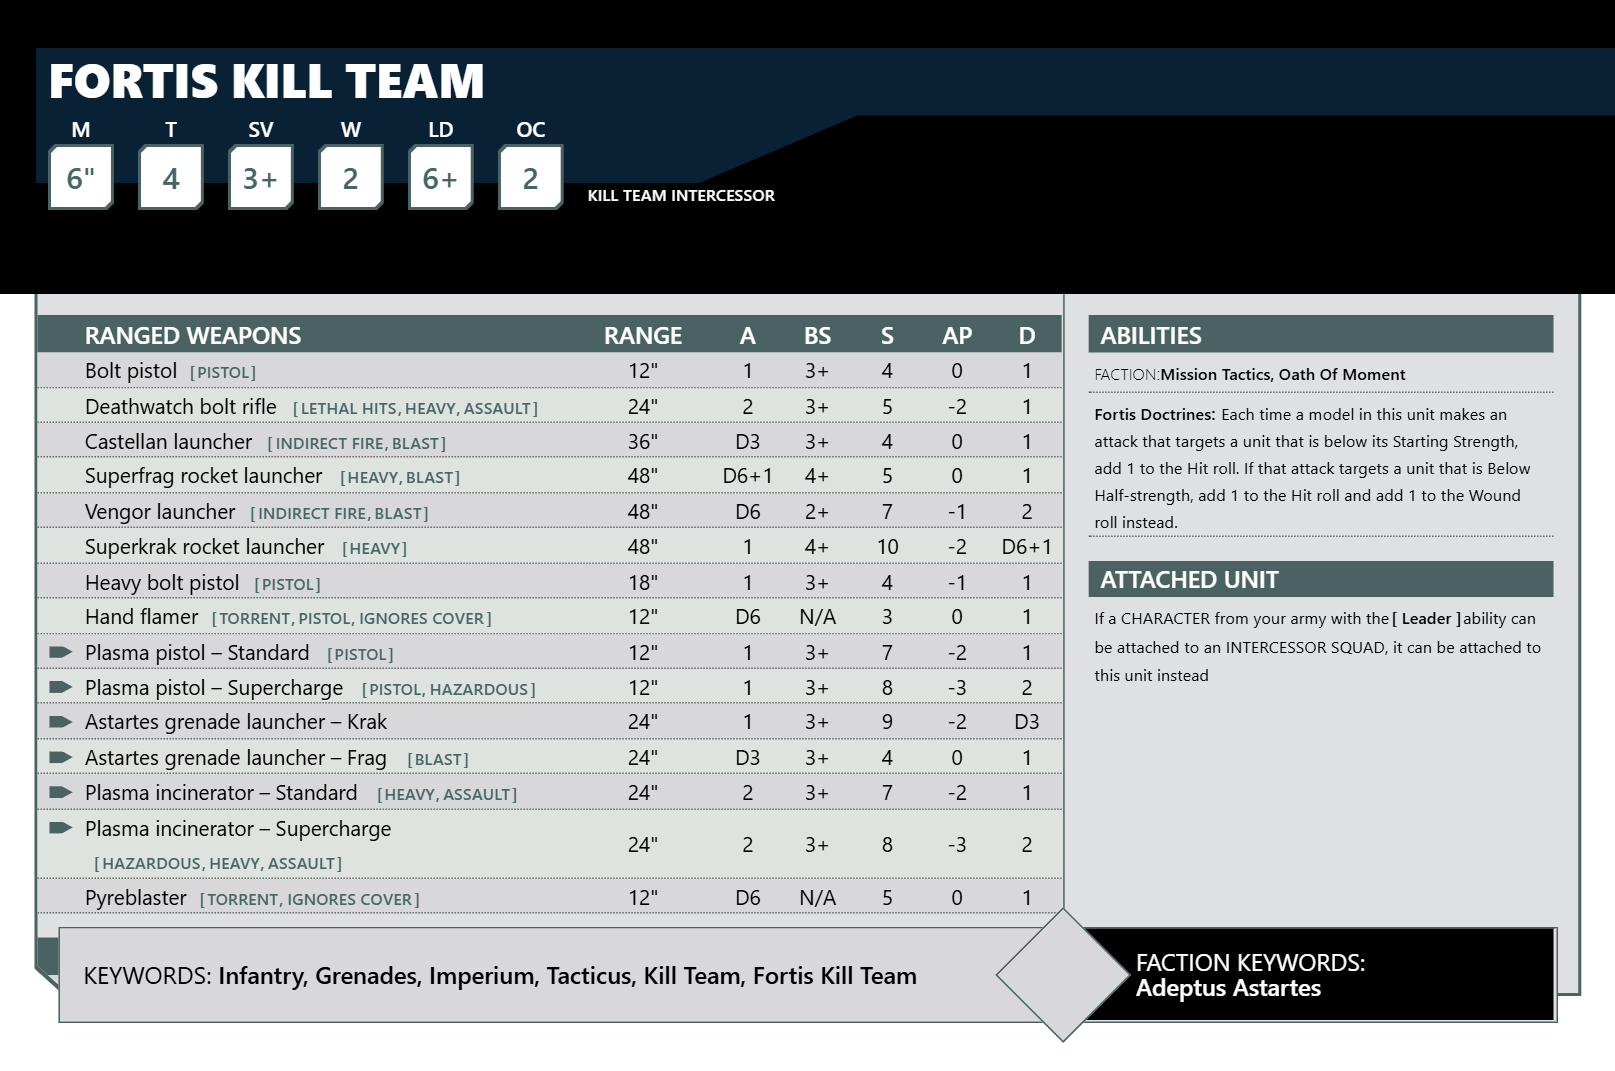 FORTIS KILL TEAM
M T SV W LD OC
6" 4 3+ 2 6+ 2
KILL TEAM INTERCESSOR
RANGED WEAPONS RANGE A BS S AP D
Bolt pistol [PISTOL] 12" 1 3+ 4 0 1
Deathwatch bolt rifle [LETHAL HITS, HEAVY, ASSAULT] 24" 2 3+ 5 -2 1
Castellan launcher [INDIRECT FIRE, BLAST] 36" D3 3+ 4 0 1
Superfrag rocket launcher [HEAVY, BLAST] 48" D6+1 4+ 5 0 1
Vengor launcher [INDIRECT FIRE, BLAST] 48" D6 2+ 7 -1 2
Superkrak rocket launcher [HEAVY] 48" 1 4+ 10 -2 D6+1
Heavy bolt pistol [PISTOL] 18" 1 3+ 4 -1 1
Hand flamer [TORRENT, PISTOL, IGNORES COVER] 12" D6 N/A 3 0 1
Plasma pistol – Standard [PISTOL] 12" 1 3+ 7 -2 1
Plasma pistol – Supercharge [PISTOL, HAZARDOUS] 12" 1 3+ 8 -3 2
Astartes grenade launcher – Krak 24" 1 3+ 9 -2 D3
Astartes grenade launcher – Frag [BLAST] 24" D3 3+ 4 0 1
Plasma incinerator – Standard [HEAVY, ASSAULT] 24" 2 3+ 7 -2 1
Plasma incinerator – Supercharge
[HAZARDOUS, HEAVY, ASSAULT] 24" 2 3+ 8 -3 2
Pyreblaster [TORRENT, IGNORES COVER] 12" D6 N/A 5 0 1
ABILITIES
FACTION:Mission Tactics, Oath Of Moment
Fortis Doctrines: Each time a model in this unit makes an
attack that targets a unit that is below its Starting Strength,
add 1 to the Hit roll. If that attack targets a unit that is Below
Half-strength, add 1 to the Hit roll and add 1 to the Wound
roll instead.
ATTACHED UNIT
If a CHARACTER from your army with the[ Leader ]ability can
be attached to an INTERCESSOR SQUAD, it can be attached to
this unit instead
KEYWORDS: Infantry, Grenades, Imperium, Tacticus, Kill Team, Fortis Kill Team
FACTION KEYWORDS:
Adeptus Astartes